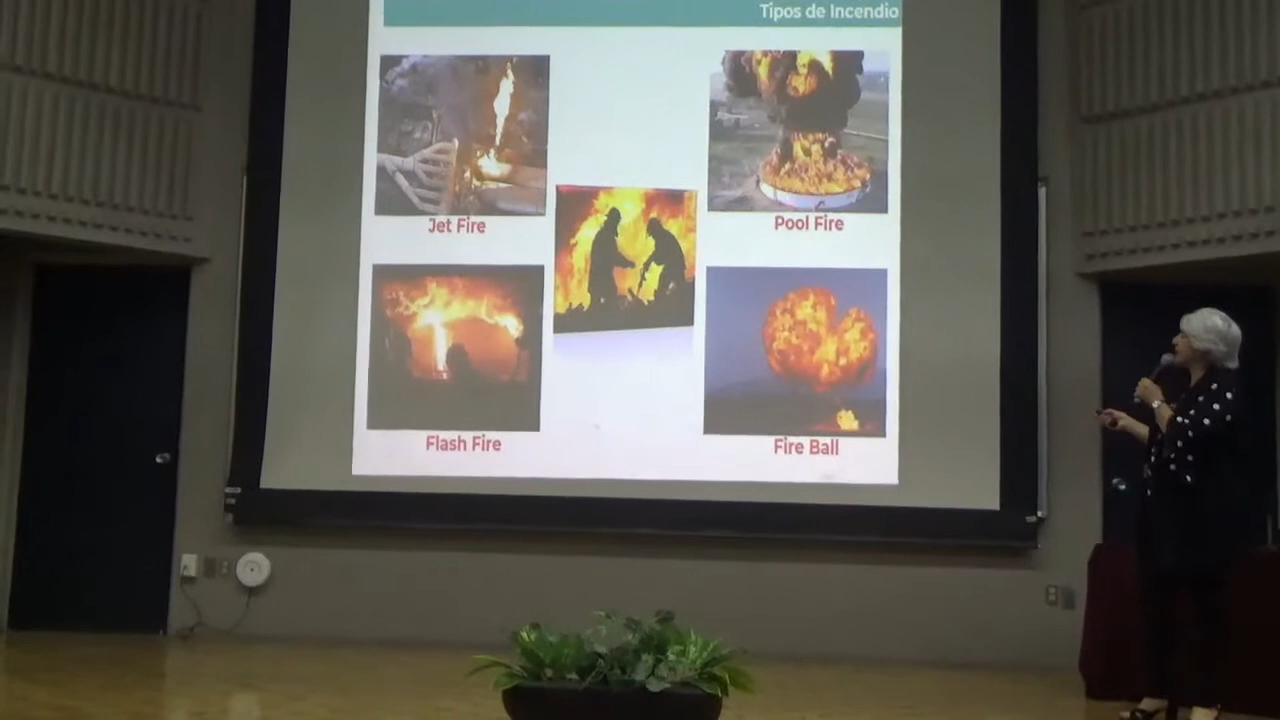 Tipos de Incendio
Jet Fire
Pool Fire
Flash Fire
Fire Ball